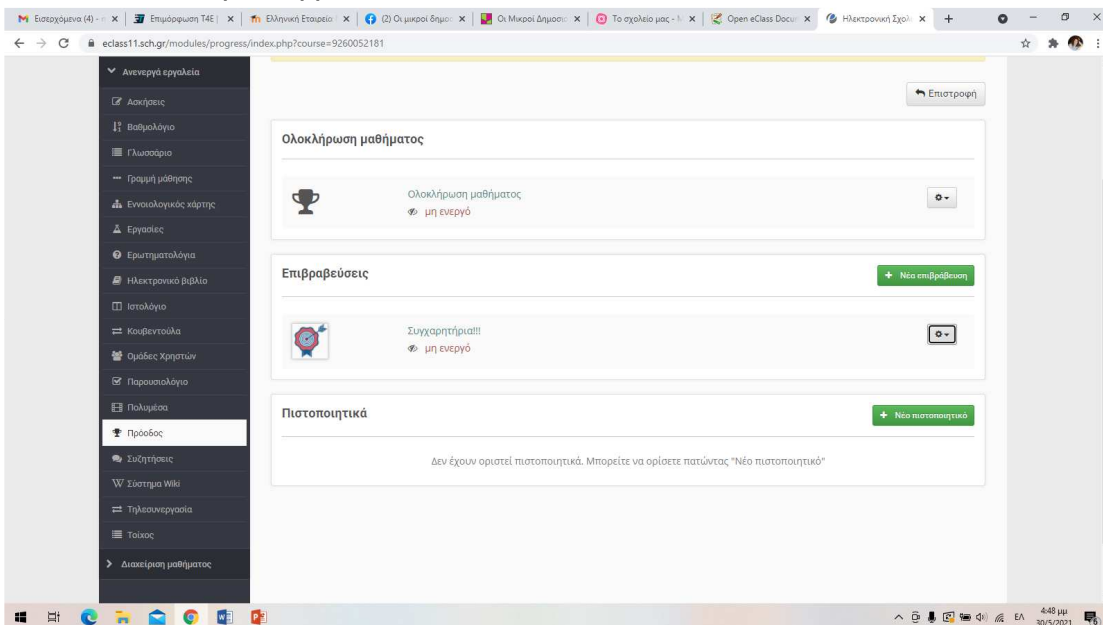 Εισερχόμενα (4) -
Επιμόρφωση T4E |
Ελληνική Εταιρεία
(2) Οι μικροί δημο
Οι Μικροί Δημοσι
Το σχολείο μας -
Open eClass Docu
Ηλεκτρονική Σχολ
eclass11.sch.gr/modules/progress/index.php?course=9260052181
Ανενεργά εργαλεία
Ασκήσεις
Βαθμολόγιο
Γλωσσάριο
Γραμμή μάθησης
Εννοιολογικός χάρτης
Εργασίες
Ερωτηματολόγια
Ηλεκτρονικό βιβλίο
Ιστολόγιο
Κουβεντούλα
Ομάδες Χρηστών
Παρουσιολόγιο
Πολυμέσα
Πρόοδος
Συζητήσεις
Σύστημα Wiki
Τηλεσυνεργασία
Τοίχος
Διαχείριση μαθήματος
Επιστροφή
Ολοκλήρωση μαθήματος
Ολοκλήρωση μαθήματος
μη ενεργό
Επιβραβεύσεις
+ Νέα επιβράβευση
Συγχαρητήρια!!!
μη ενεργό
Πιστοποιητικά
+ Νέο πιστοποιητικό
Δεν έχουν οριστεί πιστοποιητικά. Μπορείτε να ορίσετε πατώντας "Νέο πιστοποιητικό"
ΕΛ
4:48 μμ
30/5/2021